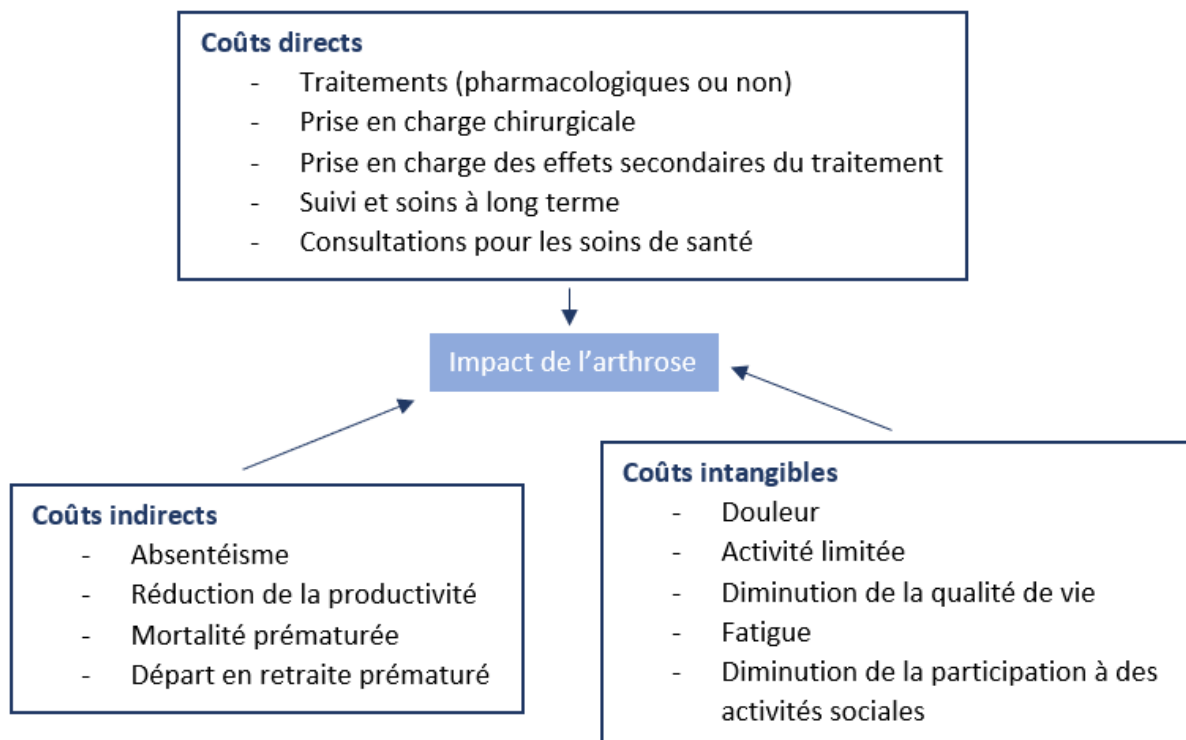 Coûts directs
- Traitements (pharmacologiques ou non)
- Prise en charge chirurgicale
- Prise en charge des effets secondaires du traitement
- Suivi et soins à long terme
- Consultations pour les soins de santé
Impact de l’arthrose
Coûts indirects
- Absentéisme
- Réduction de la productivité
- Mortalité prématurée
- Départ en retraite prématuré
Coûts intangibles
- Douleur
- Activité limitée
- Diminution de la qualité de vie
- Fatigue
- Diminution de la participation à des
activités sociales